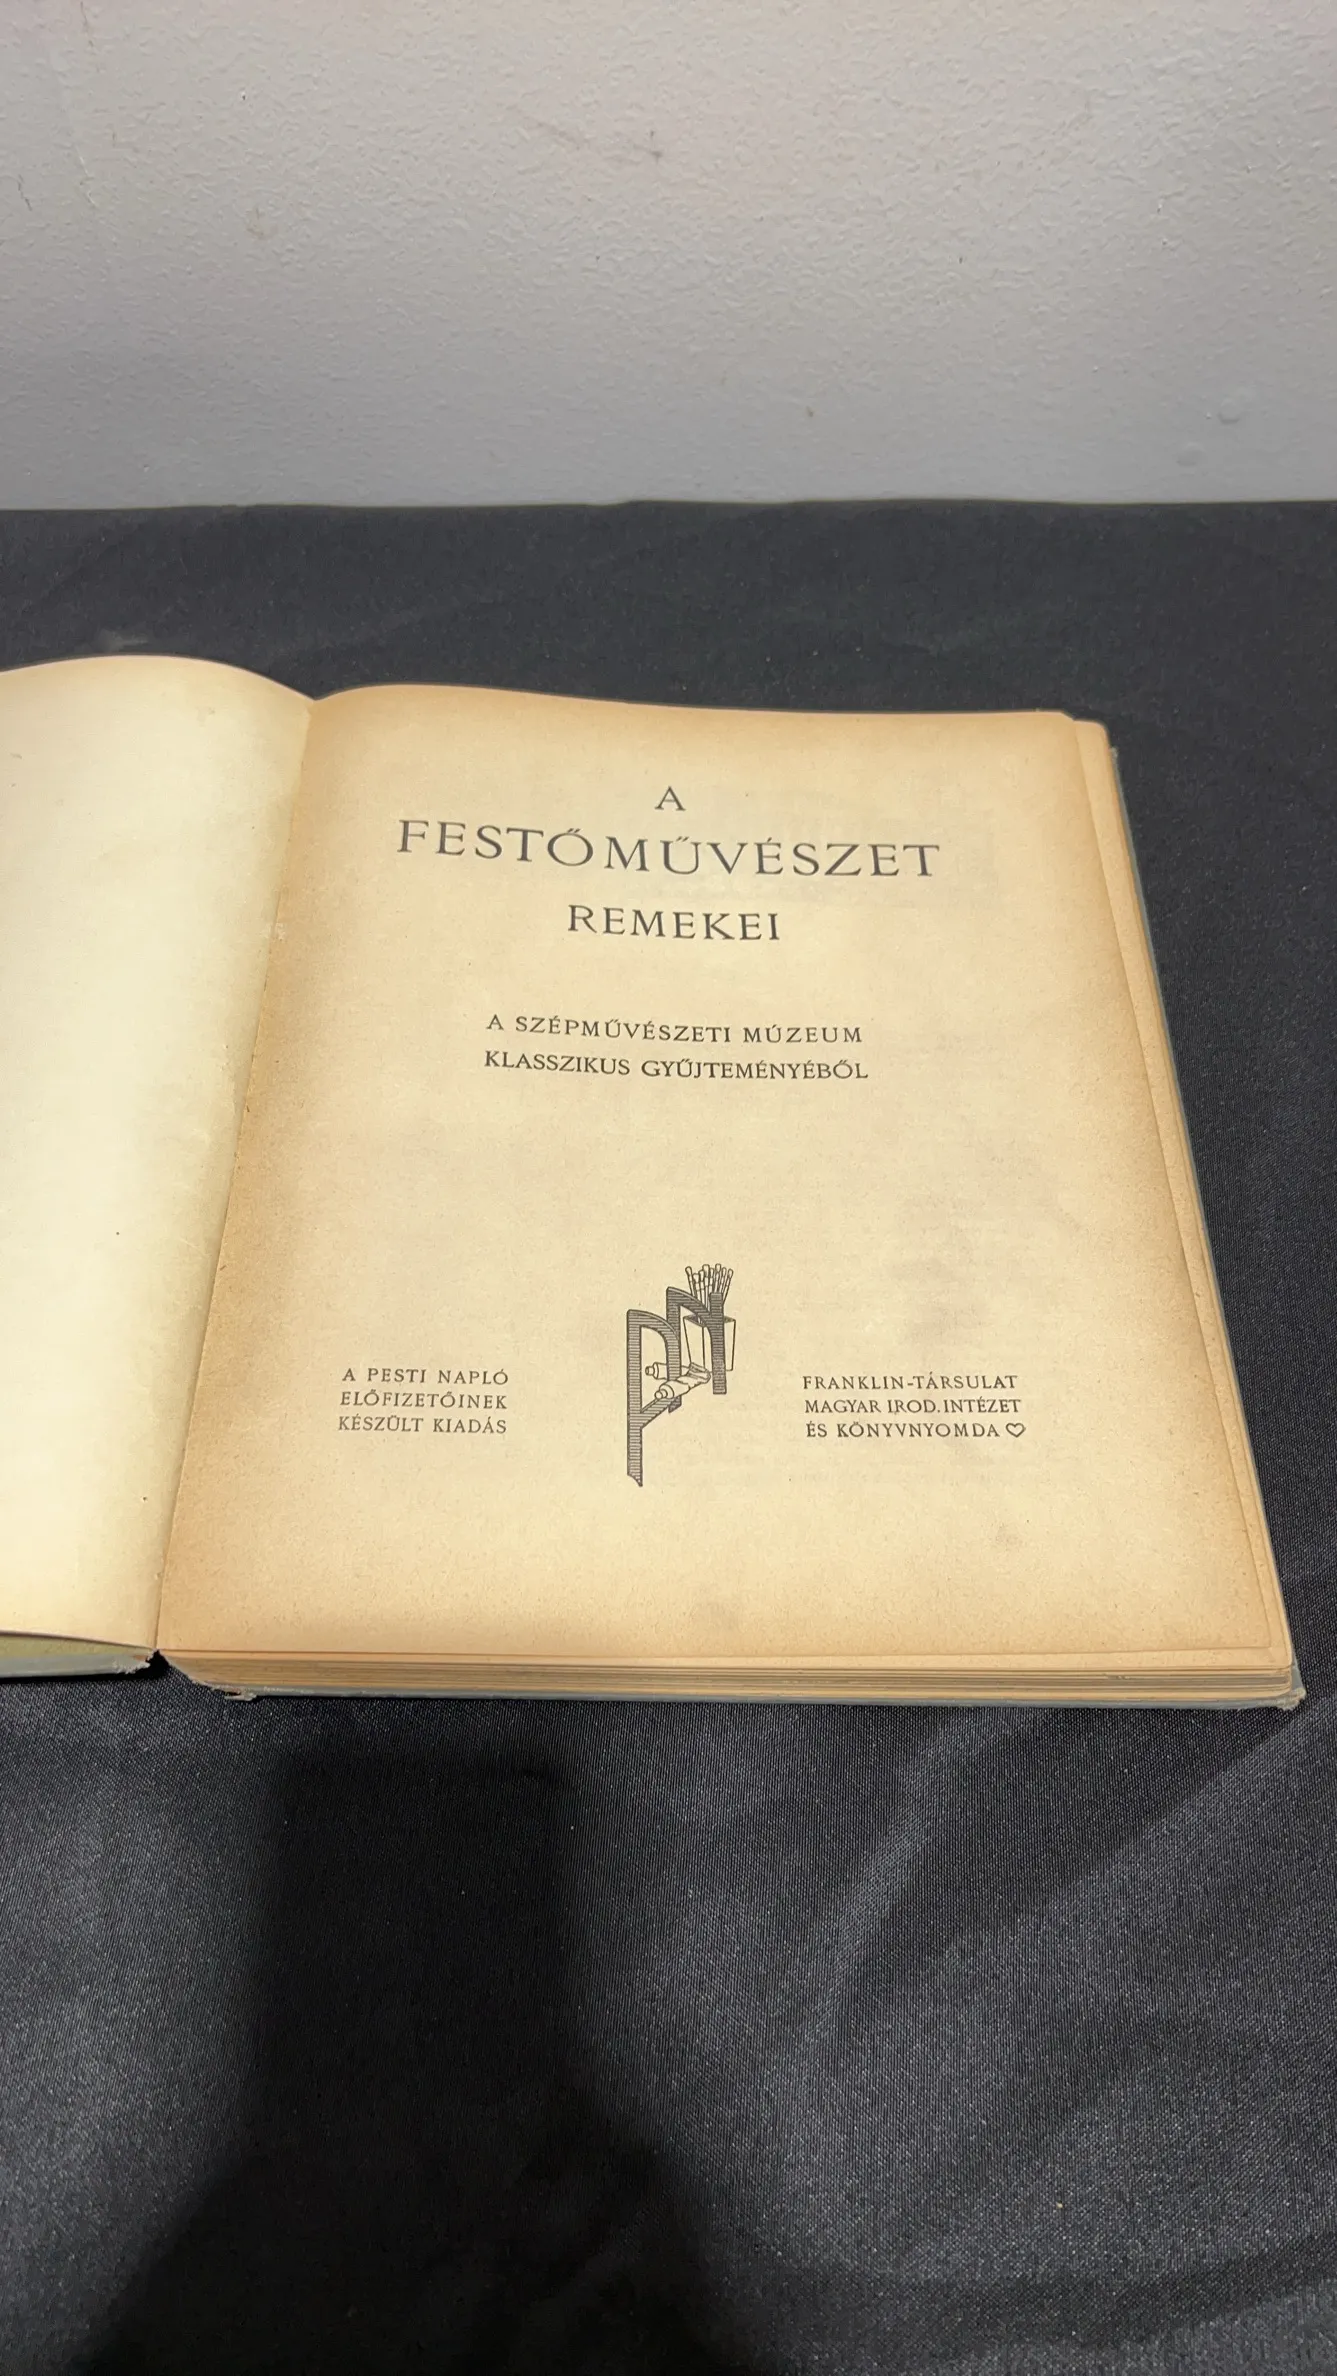 A
FESTŐMŰVÉSZET
REMEKEI
A SZÉPMŰVÉSZETI MÚZEUM
KLASSZIKUS GYŰJTEMÉNYÉBŐL
A PESTI NAPLÓ
ELŐFIZETŐINEK
KÉSZÜLT KIADÁS
FRANKLIN-TÁRSULAT
MAGYAR IROD. INTÉZET
ÉS KÖNYVNYOMDA